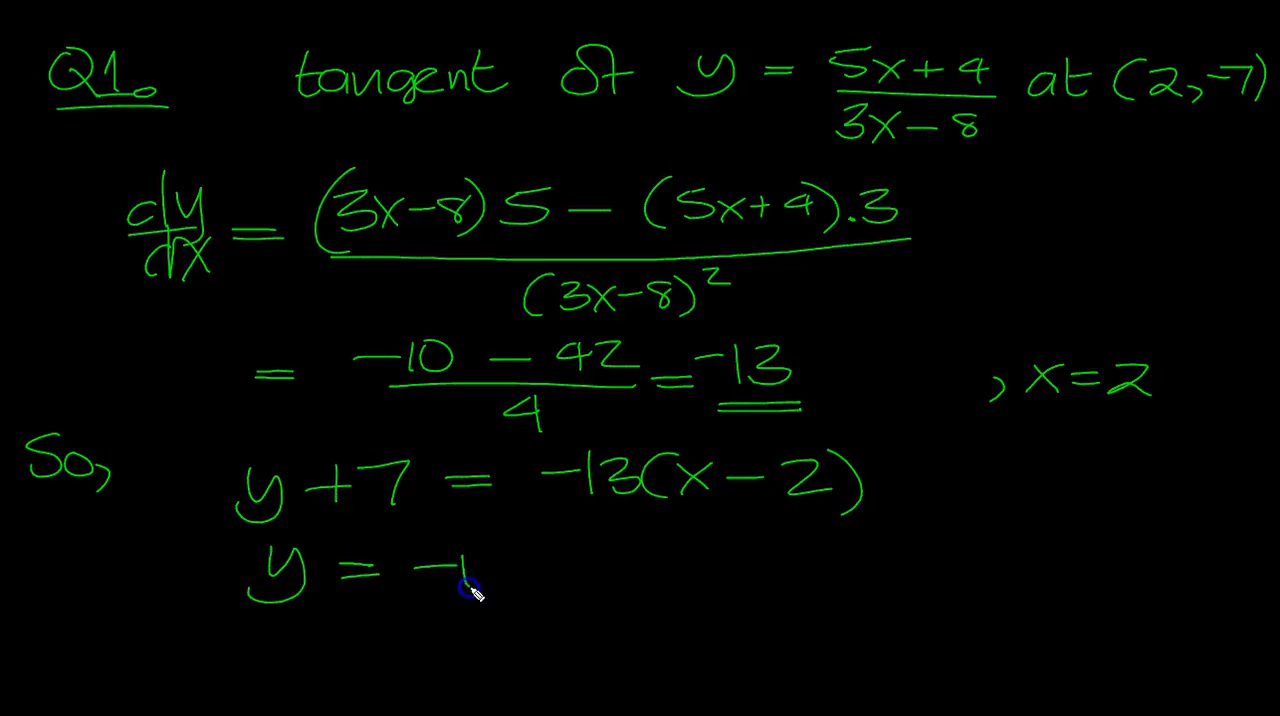 Q1. tangent of y = (5x+4)/(3x-8) at (2,-7)
dy/dx = ((3x-8)5 - (5x+4).3)/(3x-8)²
= (-10 - 42)/4 = -13 , x=2
So, y+7 = -13(x-2)
y = -1